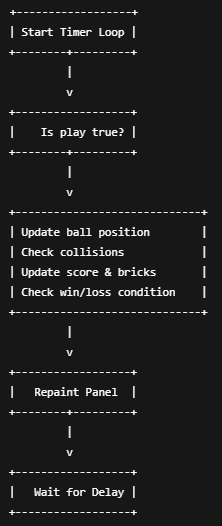 +------------------+
| Start Timer Loop |
+--------+---------+
|
v
+------------------+
|    Is play true? |
+--------+---------+
|
v
+-----------------------------+
| Update ball position        |
| Check collisions            |
| Update score & bricks       |
| Check win/loss condition    |
+-----------------------------+
|
v
+------------------+
|   Repaint Panel  |
+--------+---------+
|
v
+------------------+
|   Wait for Delay |
+------------------+